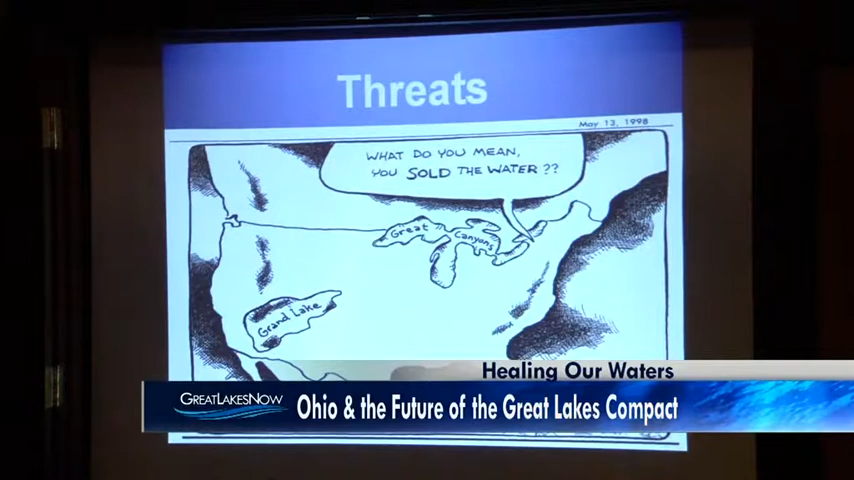 Threats
May 13, 1998
WHAT DO YOU MEAN,
YOU SOLD THE WATER ??
Great
Canyons
Grand Lake
Healing Our Waters
GREATLAKESNOW
Ohio & the Future of the Great Lakes Compact